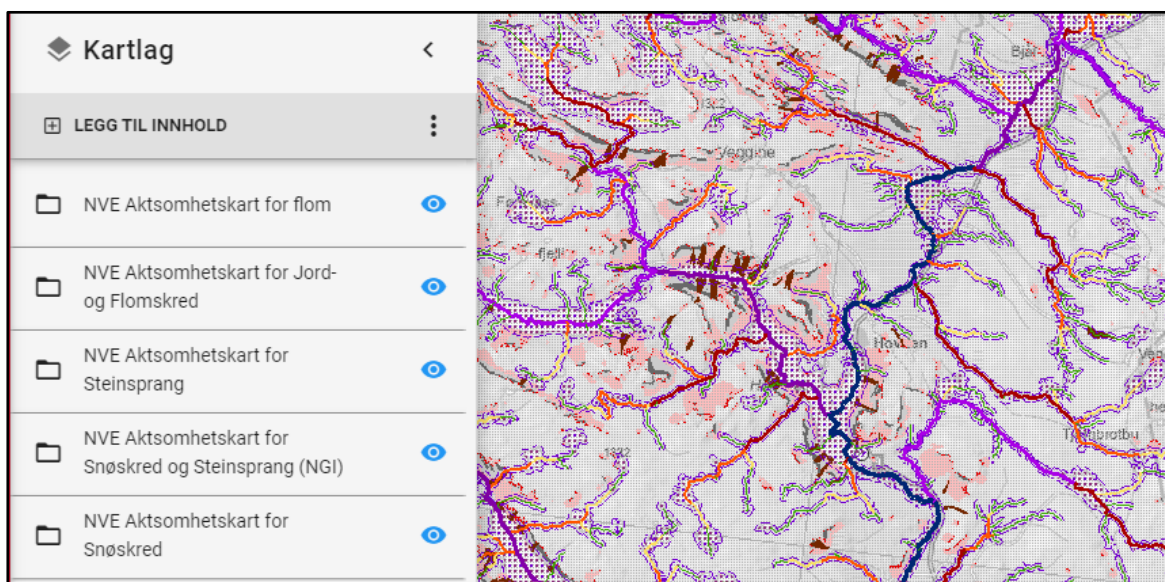 Kartlag
LEGG TIL INNHOLD
NVE Aktsomhetskart for flom
NVE Aktsomhetskart for Jord-
og Flomskred
NVE Aktsomhetskart for
Steinsprang
NVE Aktsomhetskart for
Snøskred og Steinsprang (NGI)
NVE Aktsomhetskart for
Snøskred
1322